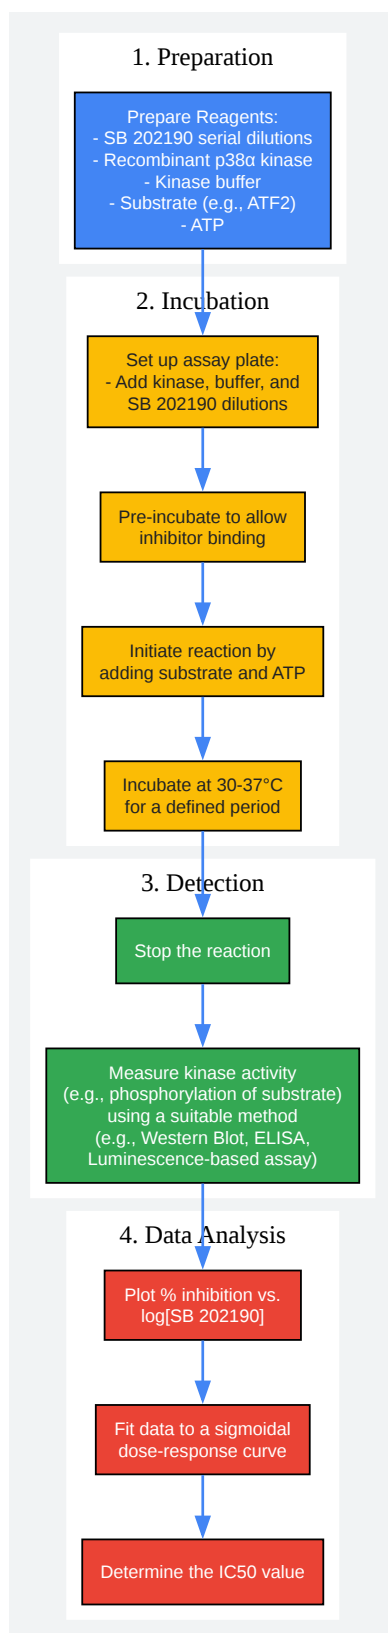 1. Preparation
Prepare Reagents:
- SB 202190 serial dilutions
- Recombinant p38α kinase
- Kinase buffer
- Substrate (e.g., ATF2)
- ATP
2. Incubation
Set up assay plate:
- Add kinase, buffer, and
SB 202190 dilutions
Pre-incubate to allow
inhibitor binding
Initiate reaction by
adding substrate and ATP
Incubate at 30-37°C
for a defined period
3. Detection
Stop the reaction
Measure kinase activity
(e.g., phosphorylation of substrate)
using a suitable method
(e.g., Western Blot, ELISA,
Luminescence-based assay)
4. Data Analysis
Plot % inhibition vs.
log[SB 202190]
Fit data to a sigmoidal
dose-response curve
Determine the IC50 value